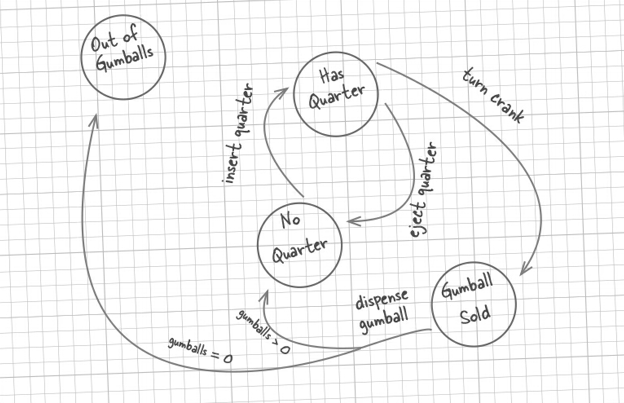 Out of
Gumballs
Has
Quarter
turn crank
insert quarter
eject quarter
No
Quarter
Gumball
Sold
dispense
gumball
gumballs > 0
gumballs = 0